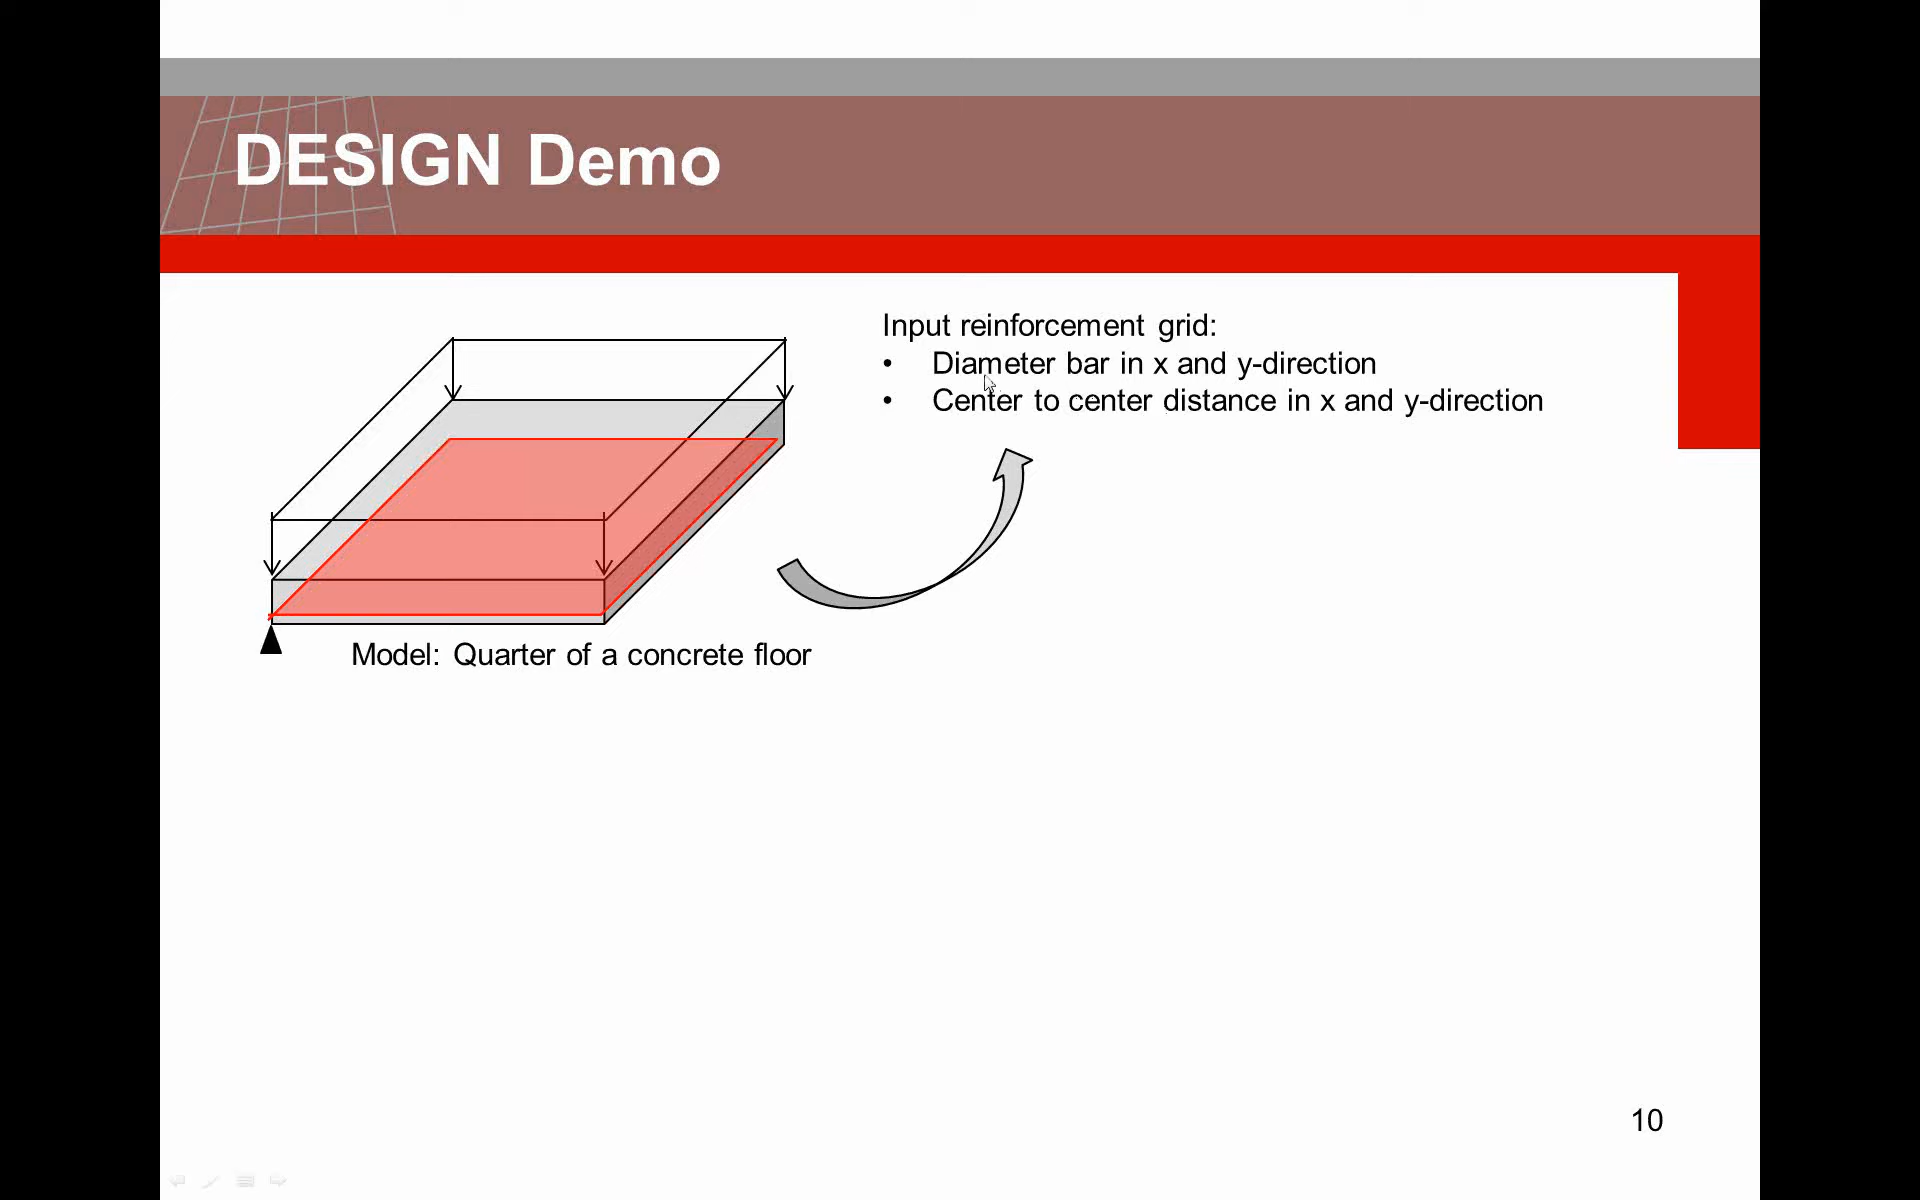 DESIGN Demo
Input reinforcement grid:
• Diameter bar in x and y-direction
• Center to center distance in x and y-direction
Model: Quarter of a concrete floor
10